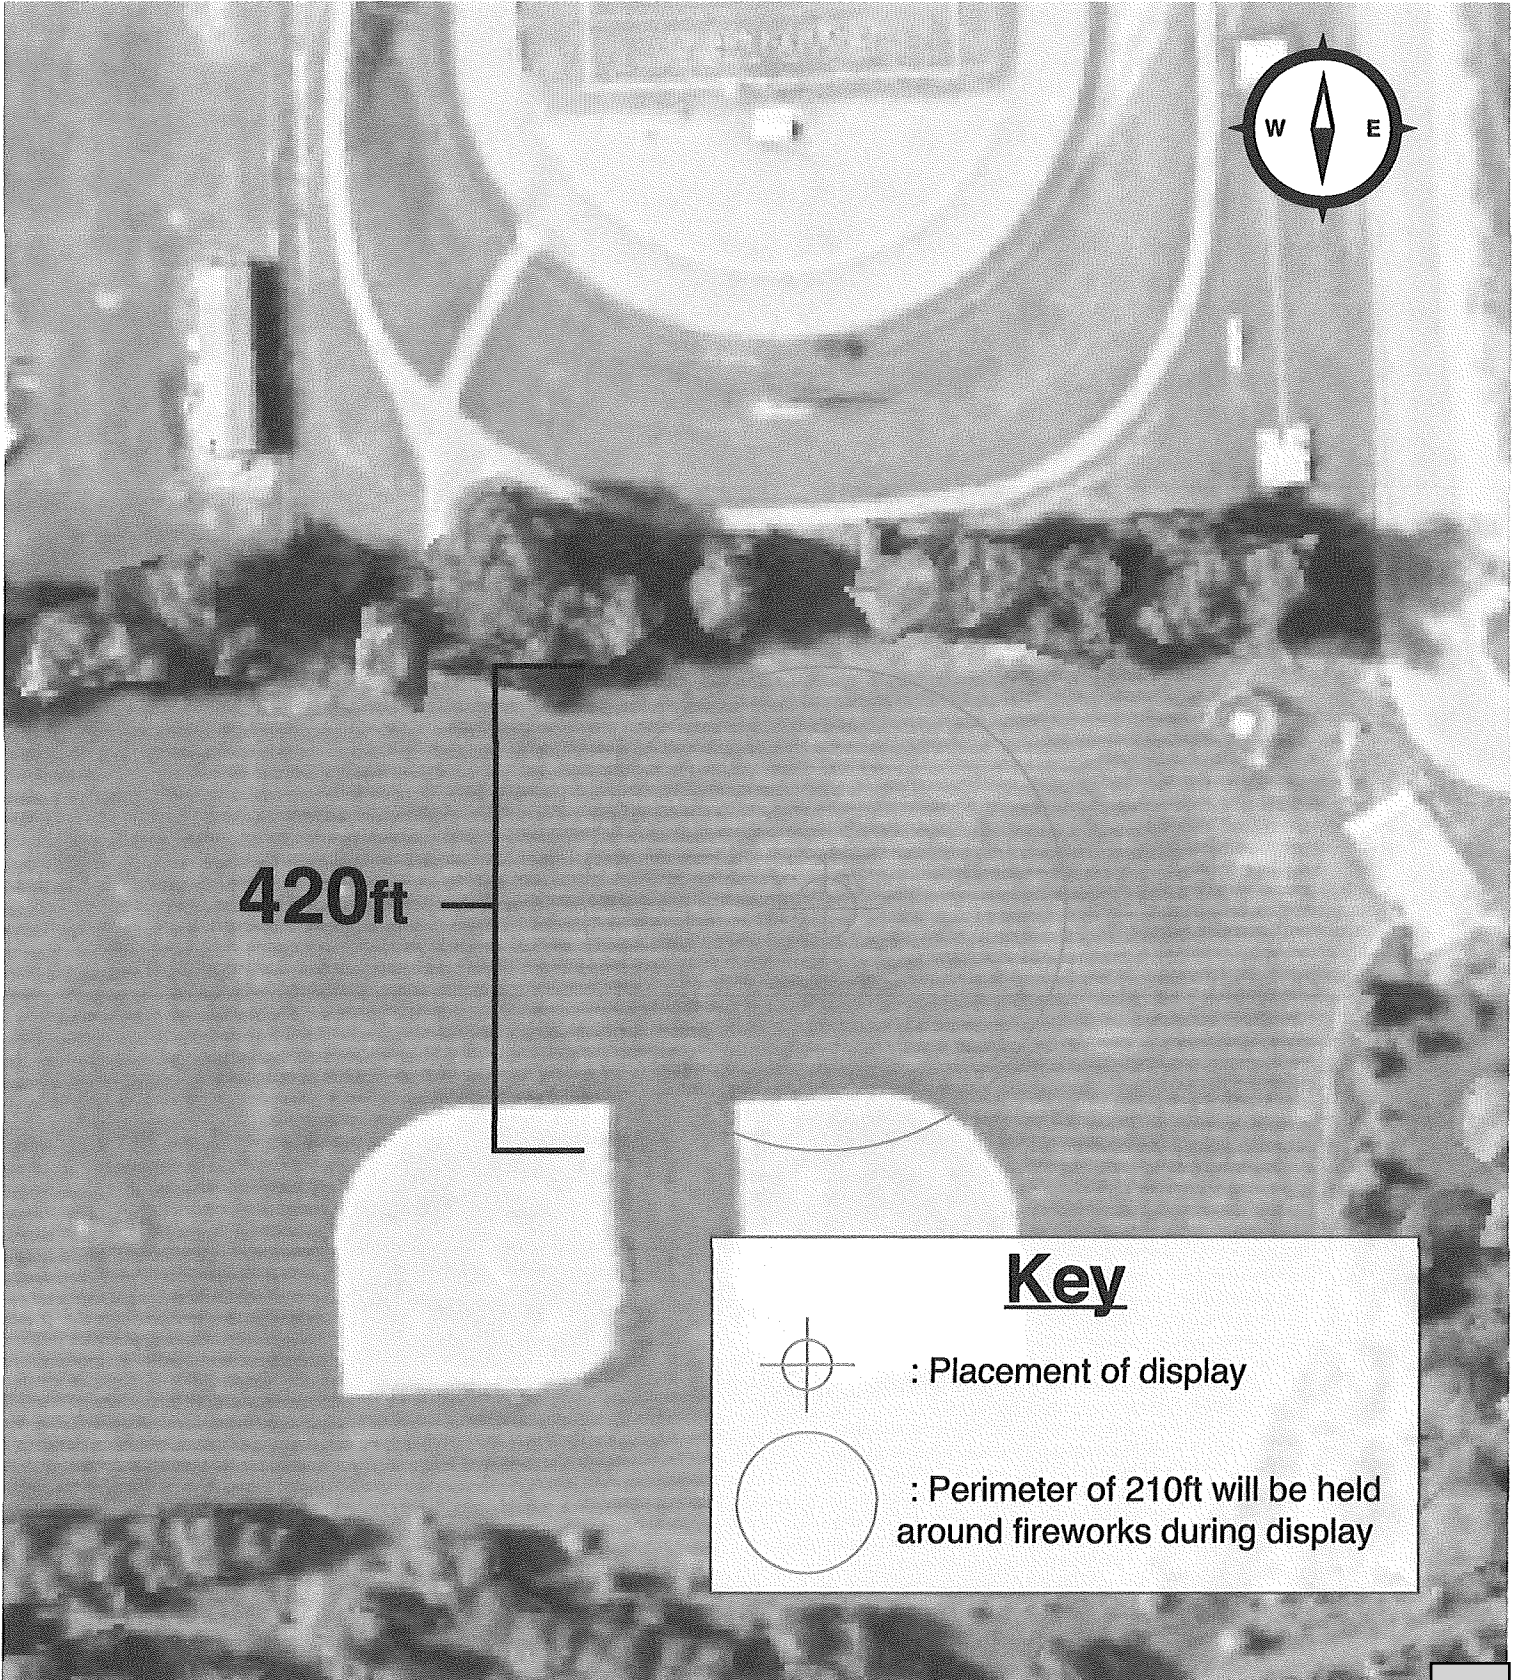 W E
420ft
Key
: Placement of display
: Perimeter of 210ft will be held
around fireworks during display